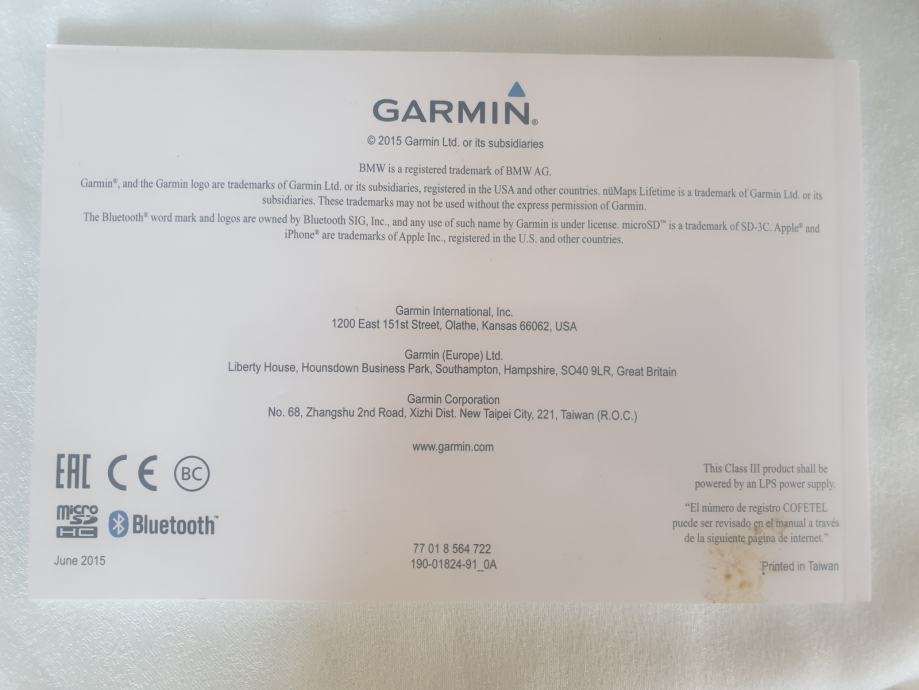 GARMIN®
© 2015 Garmin Ltd. or its subsidiaries
BMW is a registered trademark of BMW AG.
Garmin®, and the Garmin logo are trademarks of Garmin Ltd. or its subsidiaries, registered in the USA and other countries. nüMaps Lifetime is a trademark of Garmin Ltd. or its
subsidiaries. These trademarks may not be used without the express permission of Garmin.
The Bluetooth® word mark and logos are owned by Bluetooth SIG, Inc., and any use of such name by Garmin is under license. microSD™ is a trademark of SD-3C. Apple® and
iPhone® are trademarks of Apple Inc., registered in the U.S. and other countries.
Garmin International, Inc.
1200 East 151st Street, Olathe, Kansas 66062, USA
Garmin (Europe) Ltd.
Liberty House, Hounsdown Business Park, Southampton, Hampshire, SO40 9LR, Great Britain
Garmin Corporation
No. 68, Zhangshu 2nd Road, Xizhi Dist. New Taipei City, 221, Taiwan (R.O.C.)
www.garmin.com
EAC CE BC
micro SD HC Bluetooth™
June 2015
77 01 8 564 722
190-01824-91_0A
This Class III product shall be
powered by an LPS power supply.
“El número de registro COFETEL
puede ser revisado en el manual a través
de la siguiente página de internet.”
Printed in Taiwan